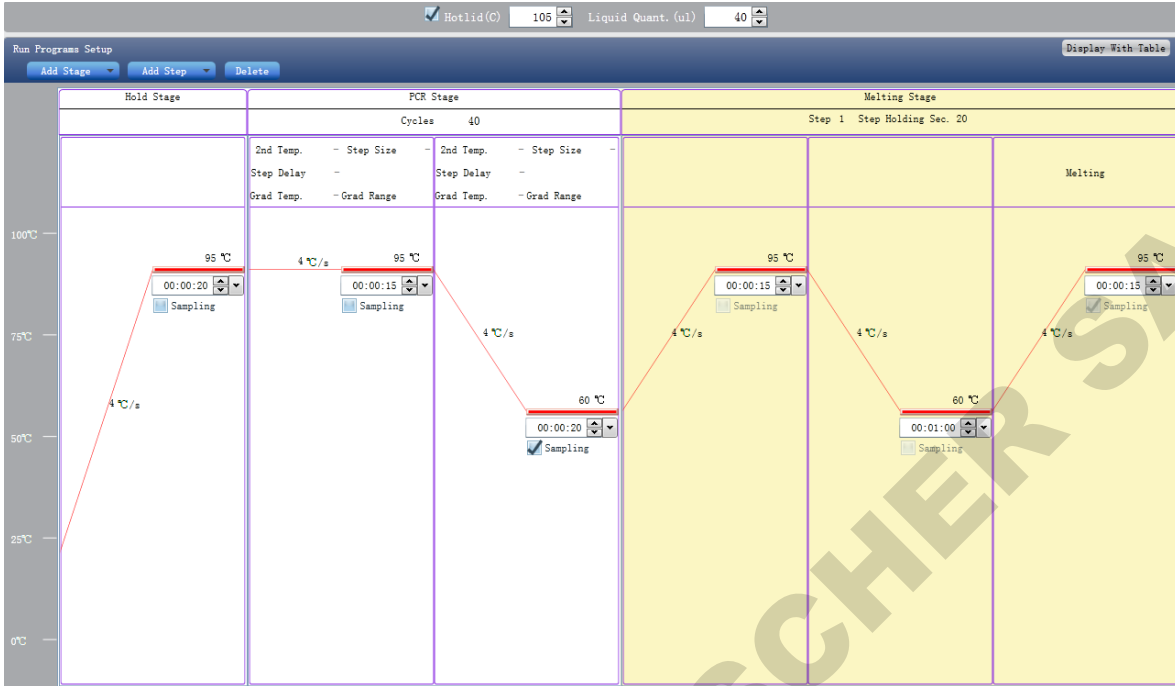 Hotlid(C) 105 Liquid Quant.(ul) 40
Run Programs Setup
Display With Table
Add Stage Add Step Delete
Hold Stage PCR Stage Melting Stage
Cycles 40 Step 1 Step Holding Sec. 20
2nd Temp. - Step Size - 2nd Temp. - Step Size -
Step Delay - Step Delay - Melting
Grad Temp. - Grad Range Grad Temp. - Grad Range
100℃
95 ℃ 4 ℃/s 95 ℃ 95 ℃ 95 ℃
00:00:20 00:00:15 00:00:15 00:00:15
Sampling Sampling Sampling Sampling
75℃ 4 ℃/s 4 ℃/s 4 ℃/s 4 ℃/s
4 ℃/s 60 ℃ 60 ℃
00:00:20 00:01:00
50℃ Sampling Sampling
25℃
0℃
SCHER SA